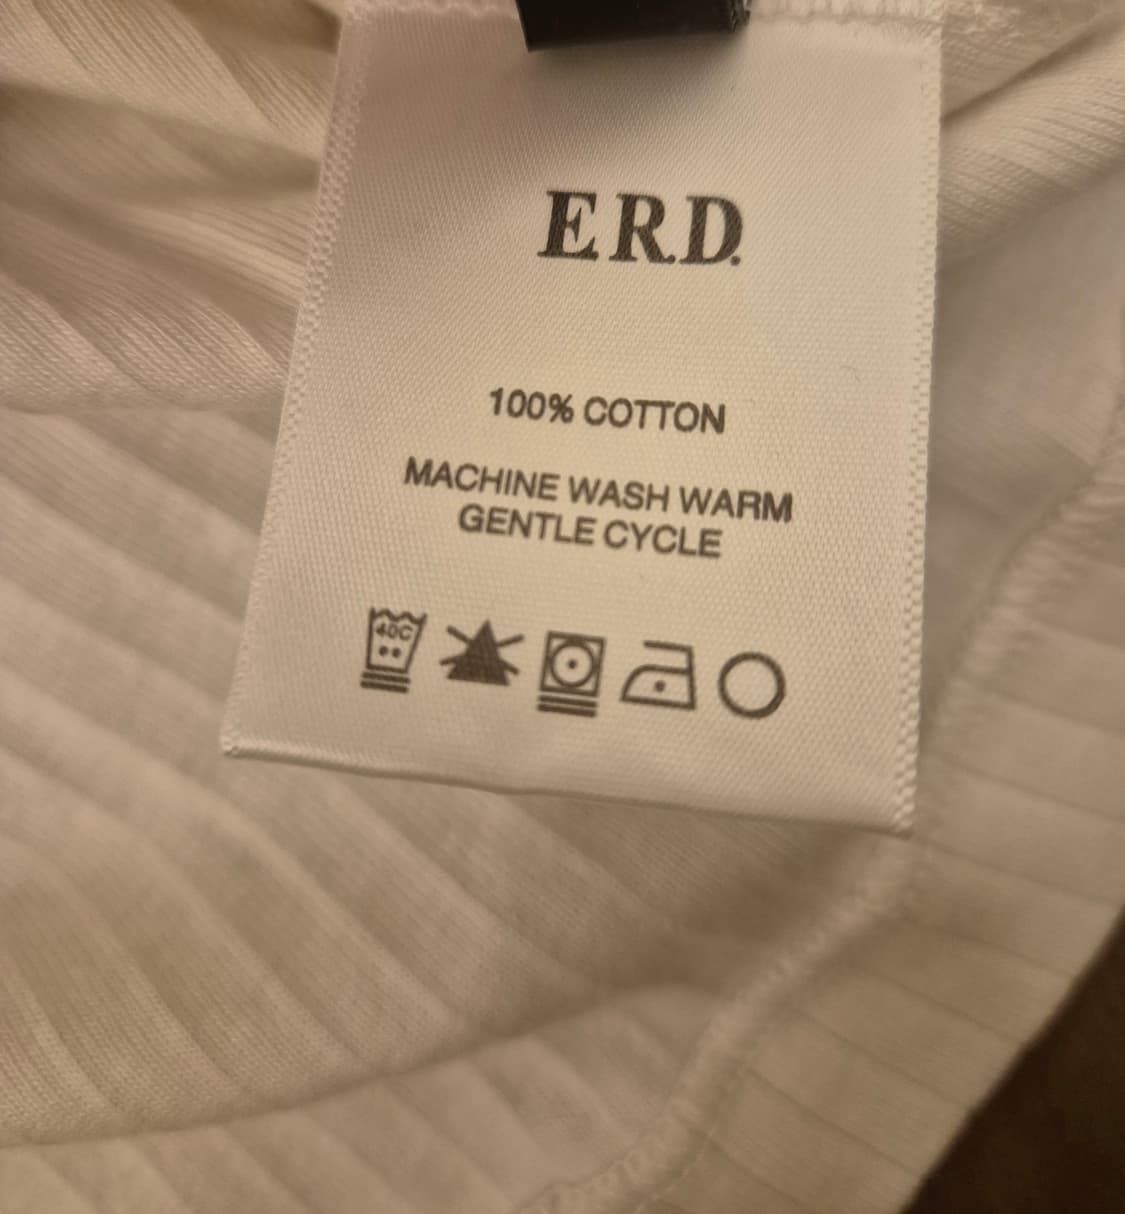 E.R.D.
100% COTTON
MACHINE WASH WARM
GENTLE CYCLE
40C